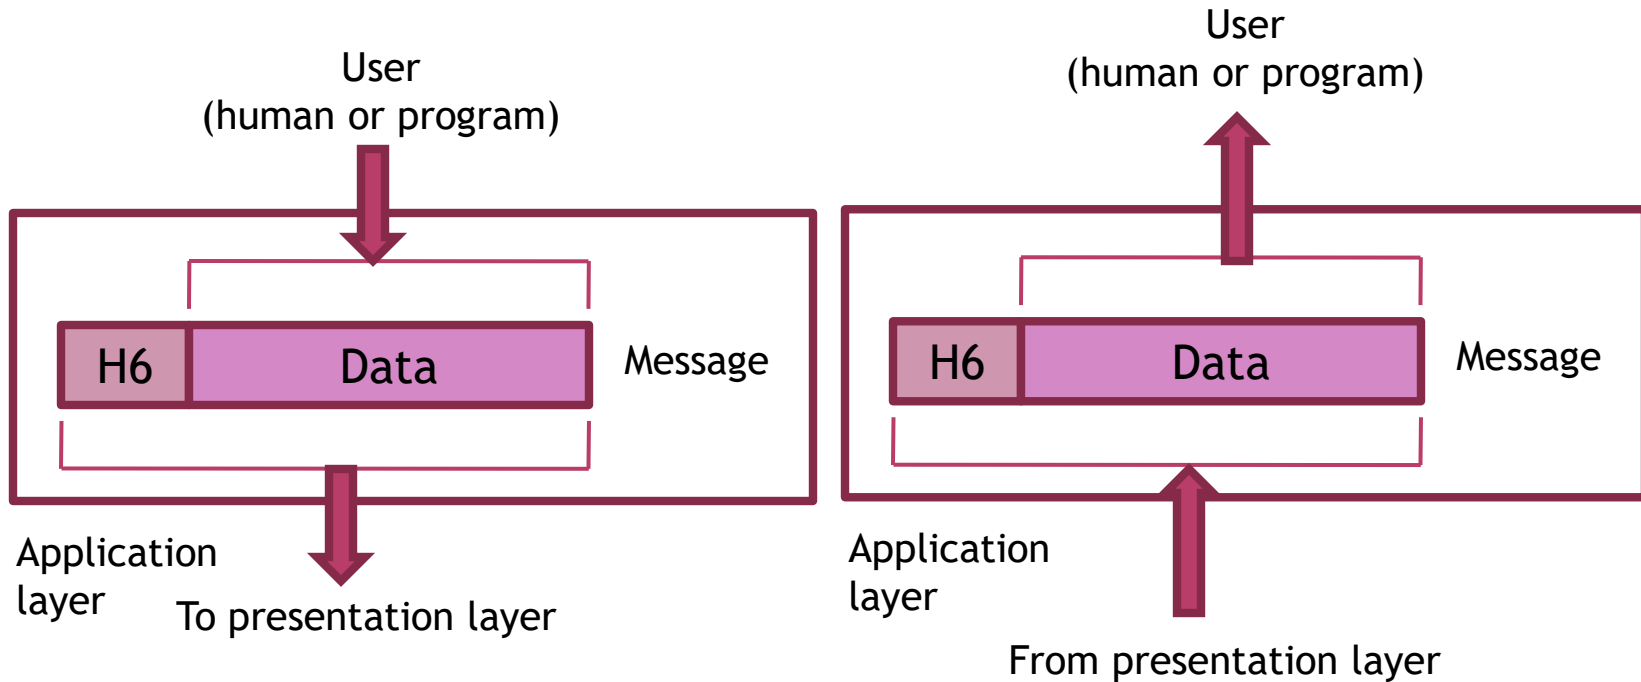 User
(human or program)
H6
Data
Message
Application
layer
To presentation layer
User
(human or program)
H6
Data
Message
Application
layer
From presentation layer